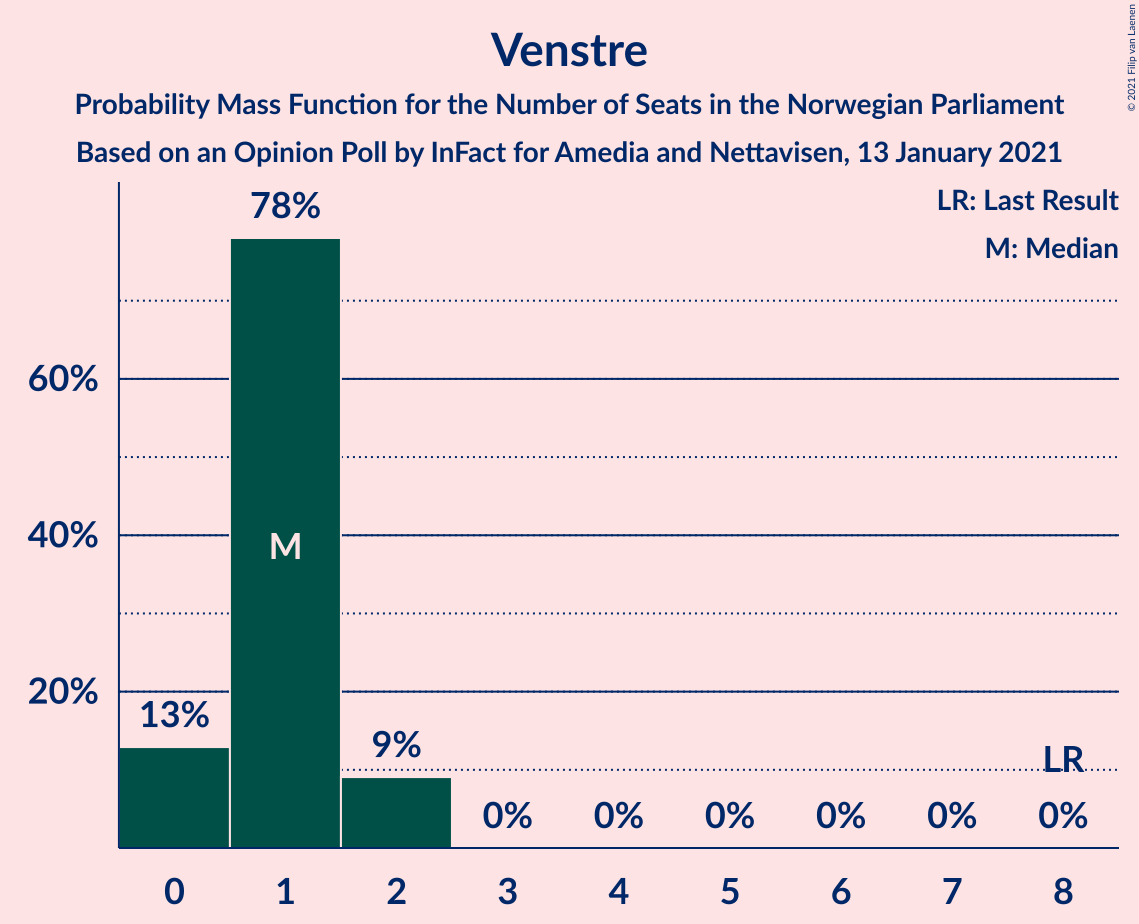 Venstre
Probability Mass Function for the Number of Seats in the Norwegian Parliament
Based on an Opinion Poll by InFact for Amedia and Nettavisen, 13 January 2021
© 2021 Filip van Laenen
LR: Last Result
M: Median
78%
60%
40%
M
20%
13%
9%
LR
0% 0% 0% 0% 0% 0%
0 1 2 3 4 5 6 7 8